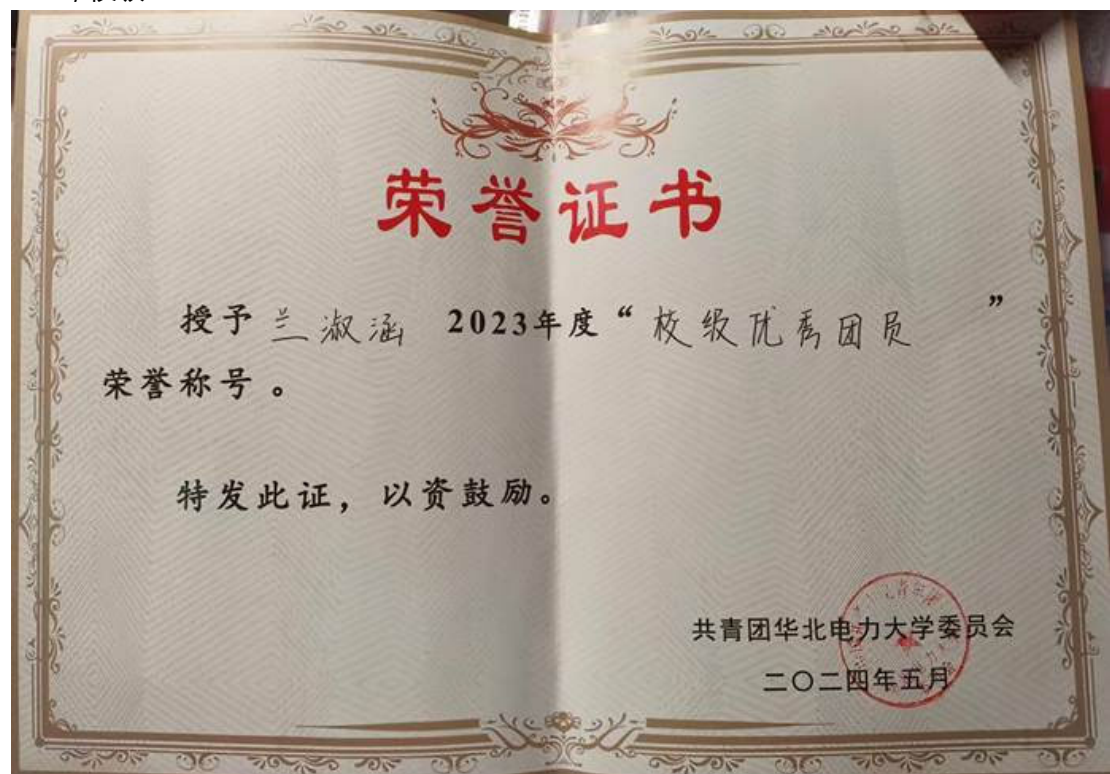 荣誉证书
授予 兰淑涵 2023年度“校级优秀团员”
荣誉称号。
特发此证，以资鼓励。
共青团华北电力大学委员会
二〇二四年五月